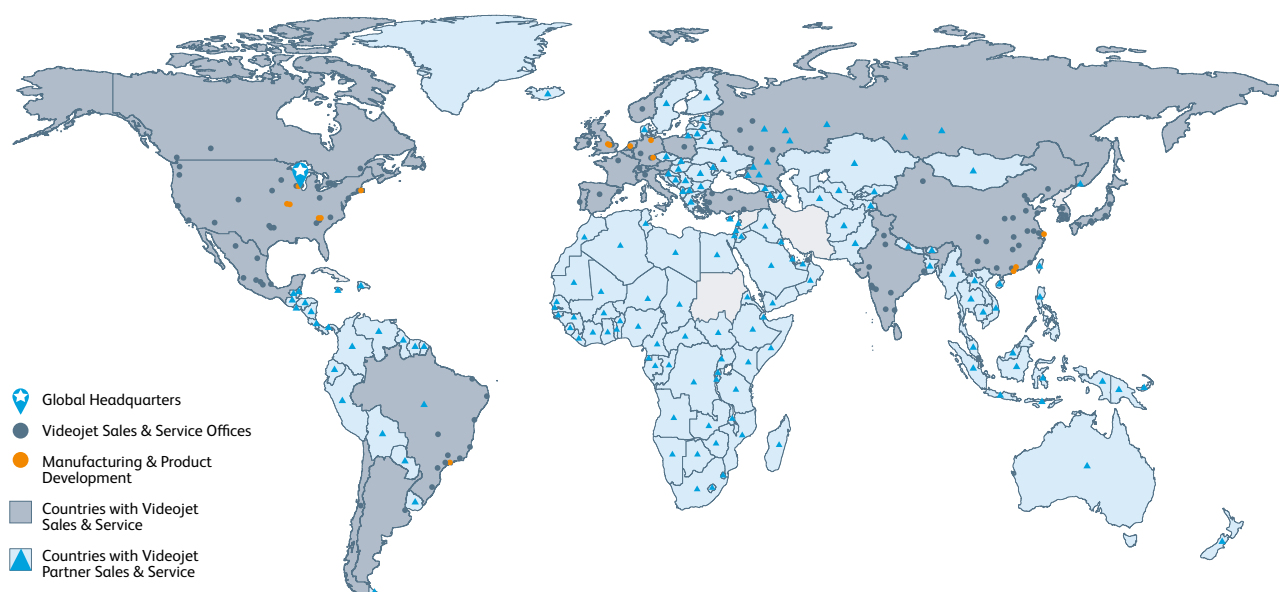 Global Headquarters
Videojet Sales & Service Offices
Manufacturing & Product
Development
Countries with Videojet
Sales & Service
Countries with Videojet
Partner Sales & Service